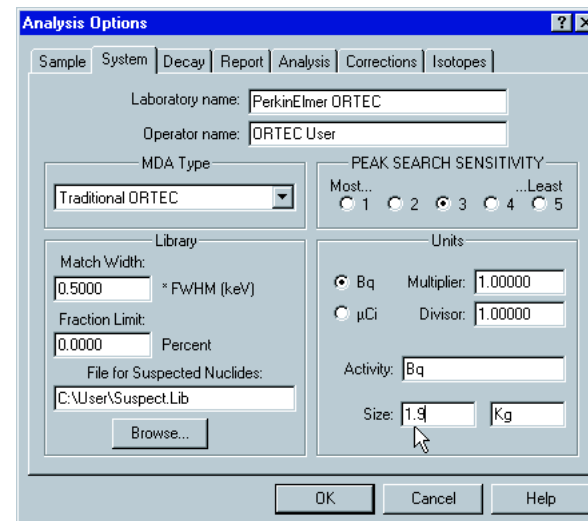 Analysis Options
Sample System Decay Report Analysis Corrections Isotopes
Laboratory name: PerkinElmer ORTEC
Operator name: ORTEC User
MDA Type
Traditional ORTEC
PEAK SEARCH SENSITIVITY
Most... ...Least
1 2 3 4 5
Library
Match Width:
0.5000 * FWHM (keV)
Fraction Limit:
0.0000 Percent
File for Suspected Nuclides:
C:\User\Suspect.Lib
Browse...
Units
Bq Multiplier: 1.00000
µCi Divisor: 1.00000
Activity: Bq
Size: 1.9 Kg
OK Cancel Help